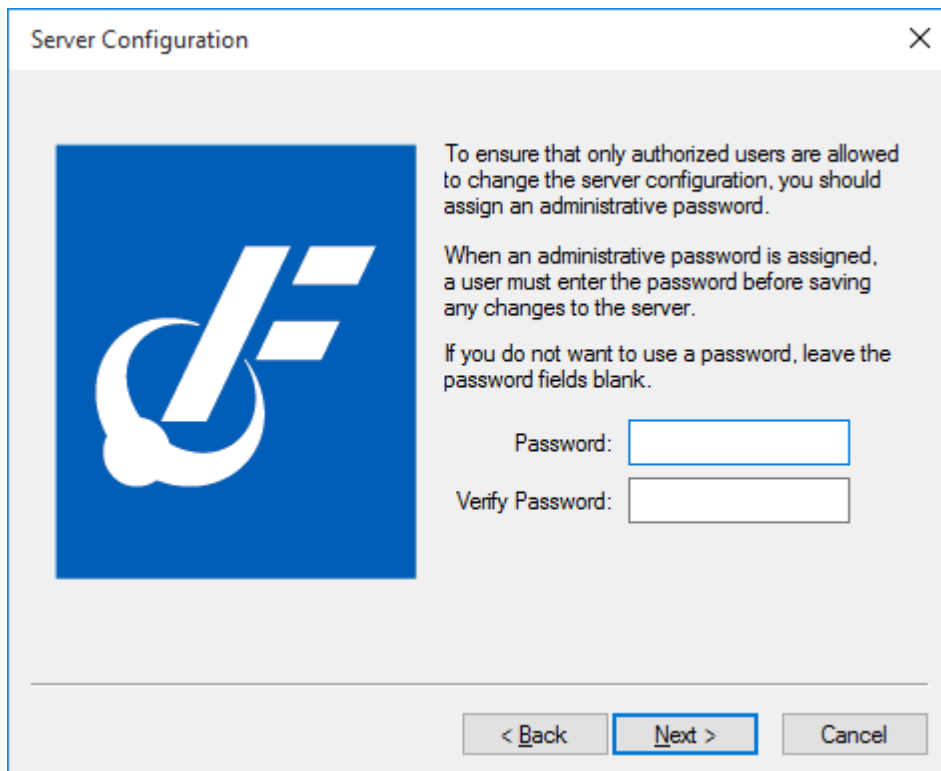 Server Configuration
To ensure that only authorized users are allowed
to change the server configuration, you should
assign an administrative password.
When an administrative password is assigned,
a user must enter the password before saving
any changes to the server.
If you do not want to use a password, leave the
password fields blank.
Password:
Verify Password:
< Back
Next >
Cancel